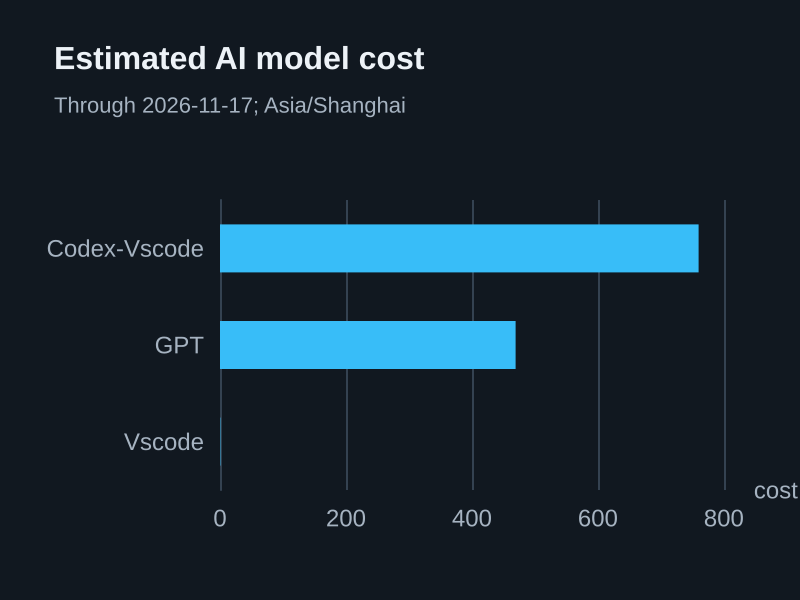 Estimated AI model cost
Through 2026-11-17; Asia/Shanghai
Codex-Vscode
GPT
Vscode
cost
0 200 400 600 800